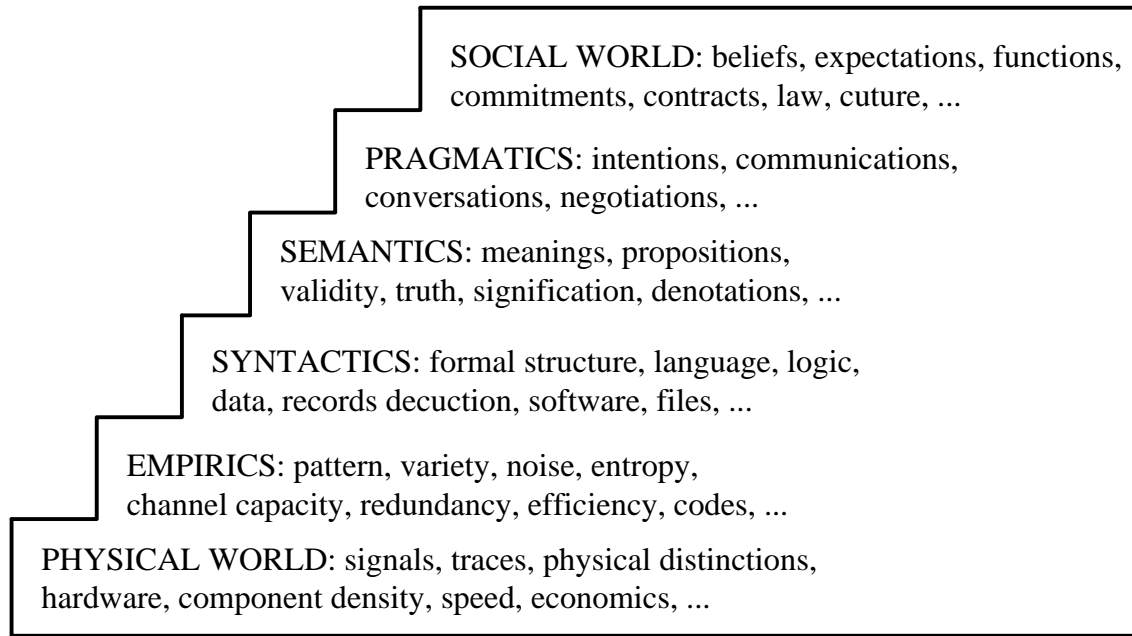 SOCIAL WORLD: beliefs, expectations, functions,
commitments, contracts, law, cuture, ...
PRAGMATICS: intentions, communications,
conversations, negotiations, ...
SEMANTICS: meanings, propositions,
validity, truth, signification, denotations, ...
SYNTACTICS: formal structure, language, logic,
data, records decuction, software, files, ...
EMPIRICS: pattern, variety, noise, entropy,
channel capacity, redundancy, efficiency, codes, ...
PHYSICAL WORLD: signals, traces, physical distinctions,
hardware, component density, speed, economics, ...